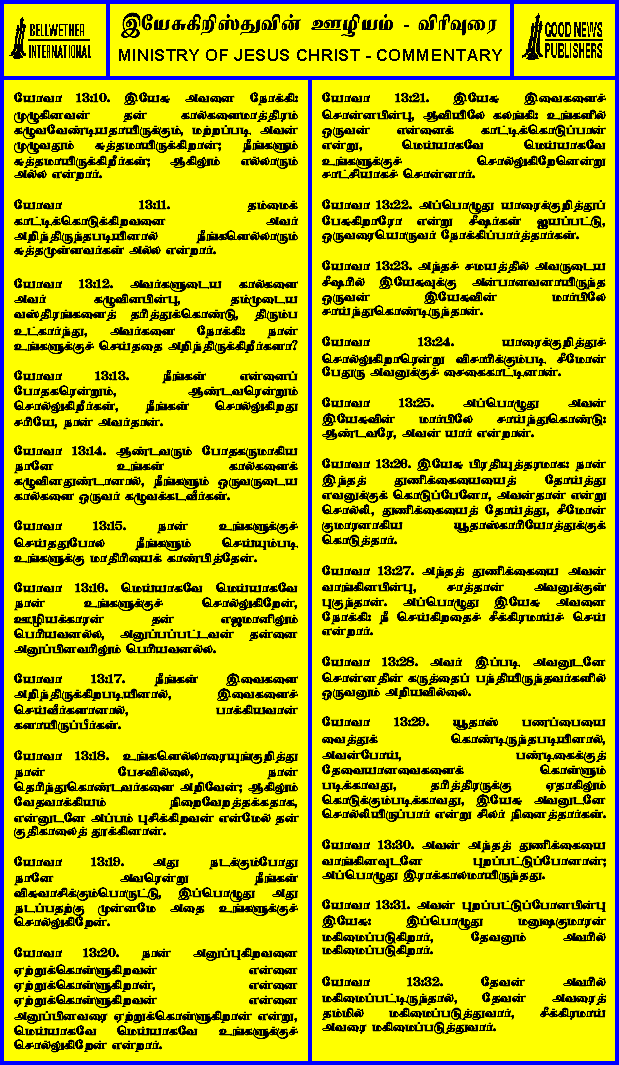 BELLWETHER
INTERNATIONAL
இயேசுகிறிஸ்துவின் ஊழியம் - விரிவுரை
MINISTRY OF JESUS CHRIST - COMMENTARY
GOOD NEWS
PUBLISHERS
யோவா 13:10. இயேசு அவனை நோக்கி:
முழுகினவன் தன் கால்களைமாத்திரம்
கழுவவேண்டியதாயிருக்கும், மற்றப்படி அவன்
முழுவதும் சுத்தமாயிருக்கிறான்; நீங்களும்
சுத்தமாயிருக்கிறீர்கள்; ஆகிலும் எல்லாரும்
அல்ல என்றார்.
யோவா 13:11. தம்மைக்
காட்டிக்கொடுக்கிறவனை அவர்
அறிந்திருந்தபடியினால் நீங்களெல்லாரும்
சுத்தமுள்ளவர்கள் அல்ல என்றார்.
யோவா 13:12. அவர்களுடைய கால்களை
அவர் கழுவினபின்பு, தம்முடைய
வஸ்திரங்களைத் தரித்துக்கொண்டு, திரும்ப
உட்கார்ந்து, அவர்களை நோக்கி: நான்
உங்களுக்குச் செய்ததை அறிந்திருக்கிறீர்களா?
யோவா 13:13. நீங்கள் என்னைப்
போதகரென்றும், ஆண்டவரென்றும்
சொல்லுகிறீர்கள், நீங்கள் சொல்லுகிறது
சரியே, நான் அவர்தான்.
யோவா 13:14. ஆண்டவரும் போதகருமாகிய
நானே உங்கள் கால்களைக்
கழுவினதுண்டானால், நீங்களும் ஒருவருடைய
கால்களை ஒருவர் கழுவக்கடவீர்கள்.
யோவா 13:15. நான் உங்களுக்குச்
செய்ததுபோல நீங்களும் செய்யும்படி
உங்களுக்கு மாதிரியைக் காண்பித்தேன்.
யோவா 13:16. மெய்யாகவே மெய்யாகவே
நான் உங்களுக்குச் சொல்லுகிறேன்,
ஊழியக்காரன் தன் எஜமானிலும்
பெரியவனல்ல, அனுப்பப்பட்டவன் தன்னை
அனுப்பினவரிலும் பெரியவனல்ல.
யோவா 13:17. நீங்கள் இவைகளை
அறிந்திருக்கிறபடியினால், இவைகளைச்
செய்வீர்களானால், பாக்கியவான்
களாயிருப்பீர்கள்.
யோவா 13:18. உங்களெல்லாரையுங்குறித்து
நான் பேசவில்லை, நான்
தெரிந்துகொண்டவர்களை அறிவேன்; ஆகிலும்
வேதவாக்கியம் நிறைவேறத்தக்கதாக,
என்னுடனே அப்பம் புசிக்கிறவன் என்மேல் தன்
குதிகாலைத் தூக்கினான்.
யோவா 13:19. அது நடக்கும்போது
நானே அவரென்று நீங்கள்
விசுவாசிக்கும்பொருட்டு, இப்பொழுது அது
நடப்பதற்கு முன்னமே அதை உங்களுக்குச்
சொல்லுகிறேன்.
யோவா 13:20. நான் அனுப்புகிறவனை
ஏற்றுக்கொள்ளுகிறவன் என்னை
ஏற்றுக்கொள்ளுகிறான், என்னை
ஏற்றுக்கொள்ளுகிறவன் என்னை
அனுப்பினவரை ஏற்றுக்கொள்ளுகிறான் என்று,
மெய்யாகவே மெய்யாகவே உங்களுக்குச்
சொல்லுகிறேன் என்றார்.
யோவா 13:21. இயேசு இவைகளைச்
சொன்னபின்பு, ஆவியிலே கலங்கி: உங்களில்
ஒருவன் என்னைக் காட்டிக்கொடுப்பான்
என்று, மெய்யாகவே மெய்யாகவே
உங்களுக்குச் சொல்லுகிறேனென்று
சாட்சியாகச் சொன்னார்.
யோவா 13:22. அப்பொழுது யாரைக்குறித்துப்
பேசுகிறாரோ என்று சீஷர்கள் ஐயப்பட்டு,
ஒருவரையொருவர் நோக்கிப்பார்த்தார்கள்.
யோவா 13:23. அந்தச் சமயத்தில் அவருடைய
சீஷரில் இயேசுவுக்கு அன்பானவனாயிருந்த
ஒருவன் இயேசுவின் மார்பிலே
சாய்ந்துகொண்டிருந்தான்.
யோவா 13:24. யாரைக்குறித்துச்
சொல்லுகிறாரென்று விசாரிக்கும்படி சீமோன்
பேதுரு அவனுக்குச் சைகைகாட்டினான்.
யோவா 13:25. அப்பொழுது அவன்
இயேசுவின் மார்பிலே சாய்ந்துகொண்டு:
ஆண்டவரே, அவன் யார் என்றான்.
யோவா 13:26. இயேசு பிரதியுத்தரமாக: நான்
இந்தத் துணிக்கையைத் தோய்த்து
எவனுக்குக் கொடுப்பேனோ, அவன்தான் என்று
சொல்லி, துணிக்கையைத் தோய்த்து, சீமோன்
குமாரனாகிய யூதாஸ்காரியோத்துக்குக்
கொடுத்தார்.
யோவா 13:27. அந்தத் துணிக்கையை அவன்
வாங்கினபின்பு, சாத்தான் அவனுக்குள்
புகுந்தான். அப்பொழுது இயேசு அவனை
நோக்கி: நீ செய்கிறதைச் சீக்கிரமாய்ச் செய்
என்றார்.
யோவா 13:28. அவர் இப்படி அவனுடனே
சொன்னதின் கருத்தைப் பந்தியிருந்தவர்களில்
ஒருவனும் அறியவில்லை.
யோவா 13:29. யூதாஸ் பணப்பையை
வைத்துக் கொண்டிருந்தபடியினால்,
அவன்போய், பண்டிகைக்குத்
தேவையானவைகளைக் கொள்ளும்
படிக்காவது, தரித்திரருக்கு ஏதாகிலும்
கொடுக்கும்படிக்காவது, இயேசு அவனுடனே
சொல்லியிருப்பார் என்று சிலர் நினைத்தார்கள்.
யோவா 13:30. அவன் அந்தத் துணிக்கையை
வாங்கினவுடனே புறப்பட்டுப்போனான்;
அப்பொழுது இராக்காலமாயிருந்தது.
யோவா 13:31. அவன் புறப்பட்டுப்போனபின்பு
இயேசு: இப்பொழுது மனுஷகுமாரன்
மகிமைப்படுகிறார், தேவனும் அவரில்
மகிமைப்படுகிறார்.
யோவா 13:32. தேவன் அவரில்
மகிமைப்பட்டிருந்தால், தேவன் அவரைத்
தம்மில் மகிமைப்படுத்துவார், சீக்கிரமாய்
அவரை மகிமைப்படுத்துவார்.